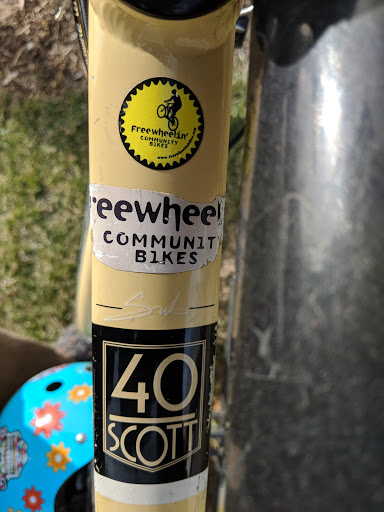 Freewheelin'
COMMUNITY
BIKES
reewheel
COMMUNIT
BIKES
40
SCOTT